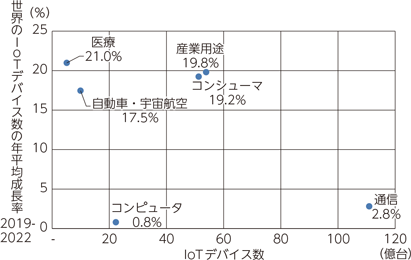 世界のIoTデバイス数の年平均成長率
2019-
2022
(%)
25
20
15
10
5
0
医療
21.0%
産業用途
19.8%
コンシューマ
19.2%
自動車・宇宙航空
17.5%
コンピュータ
0.8%
通信
2.8%
- 20 40 60 80 100 120
IoTデバイス数 (億台)